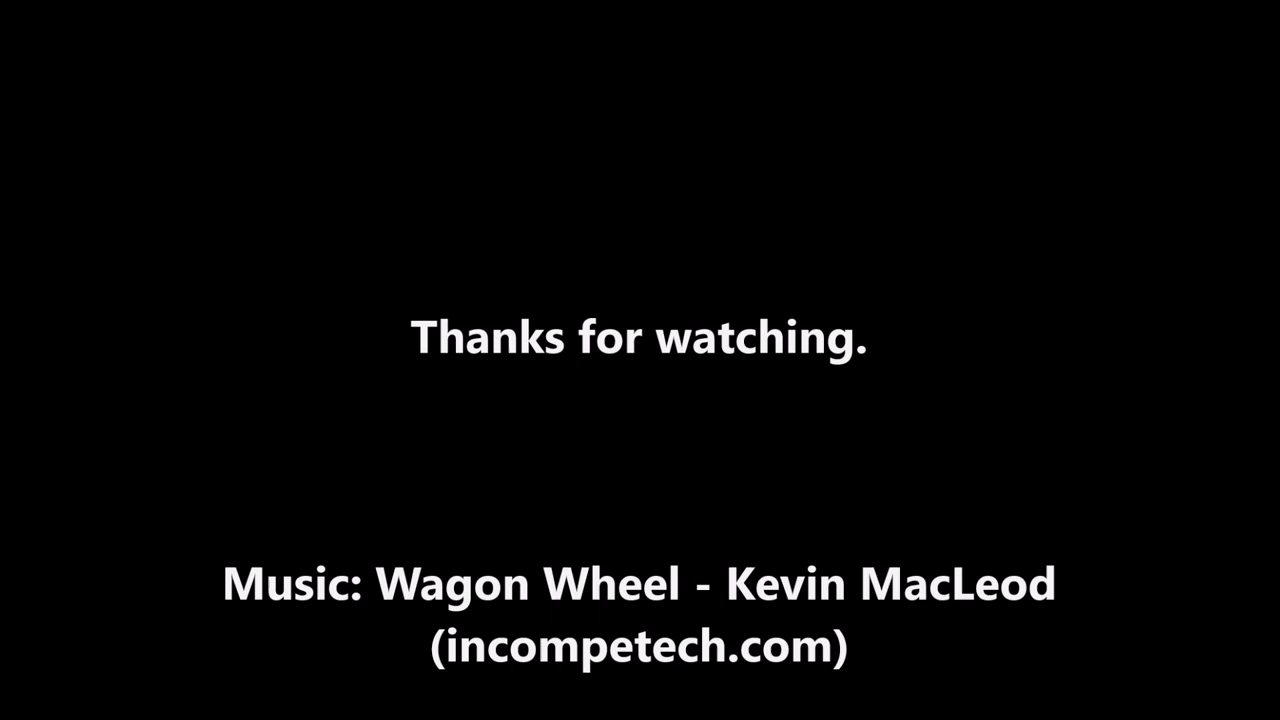 Thanks for watching.
Music: Wagon Wheel - Kevin MacLeod
(incompetech.com)